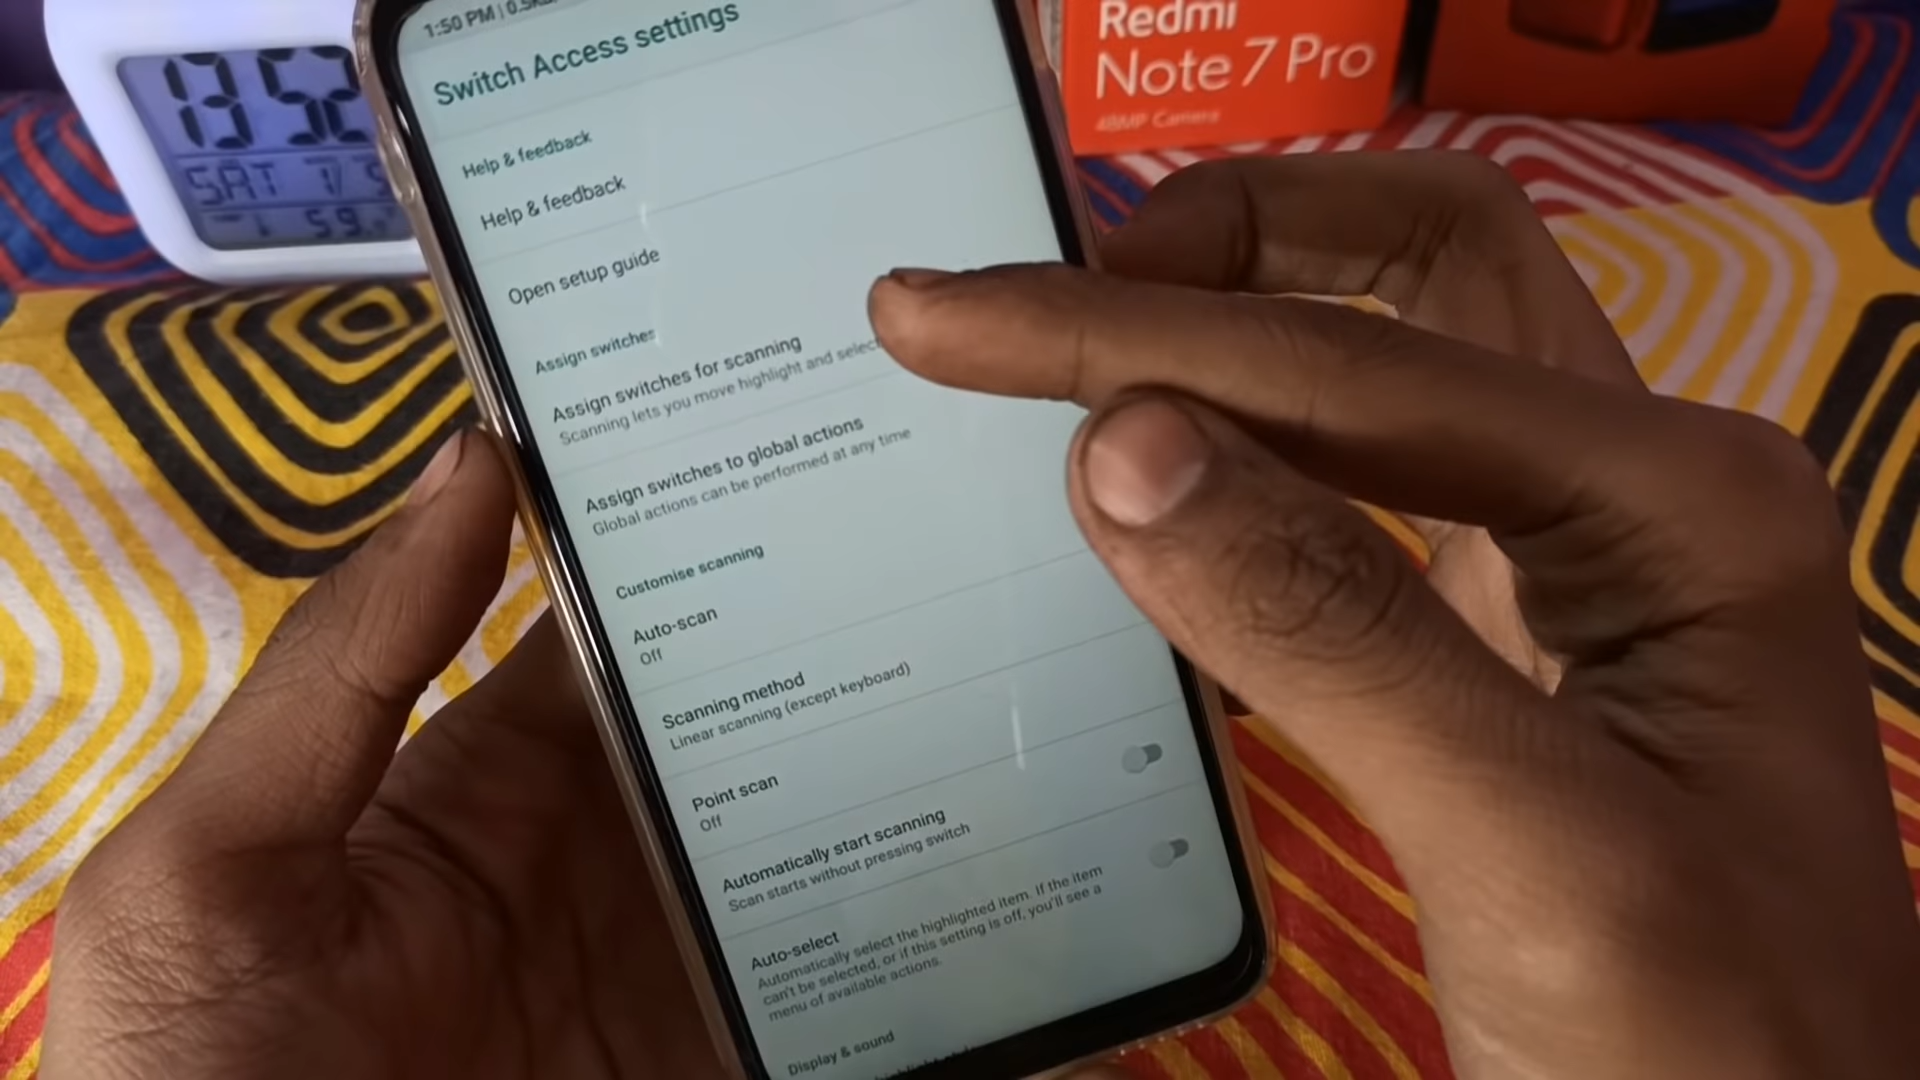 1:50 PM |
Switch Access settings
Help & feedback
Help & feedback
Open setup guide
Assign switches
Assign switches for scanning
Scanning lets you move highlight and select
Assign switches to global actions
Global actions can be performed at any time
Customise scanning
Auto-scan
Off
Scanning method
Linear scanning (except keyboard)
Point scan
Off
Automatically start scanning
Scan starts without pressing switch
Auto-select
Automatically select the highlighted item. If the item
can't be selected, or if this setting is off, you'll see a
menu of available actions.
Display & sound
13 52
SAT
59
Redmi
Note 7 Pro
48MP Camera